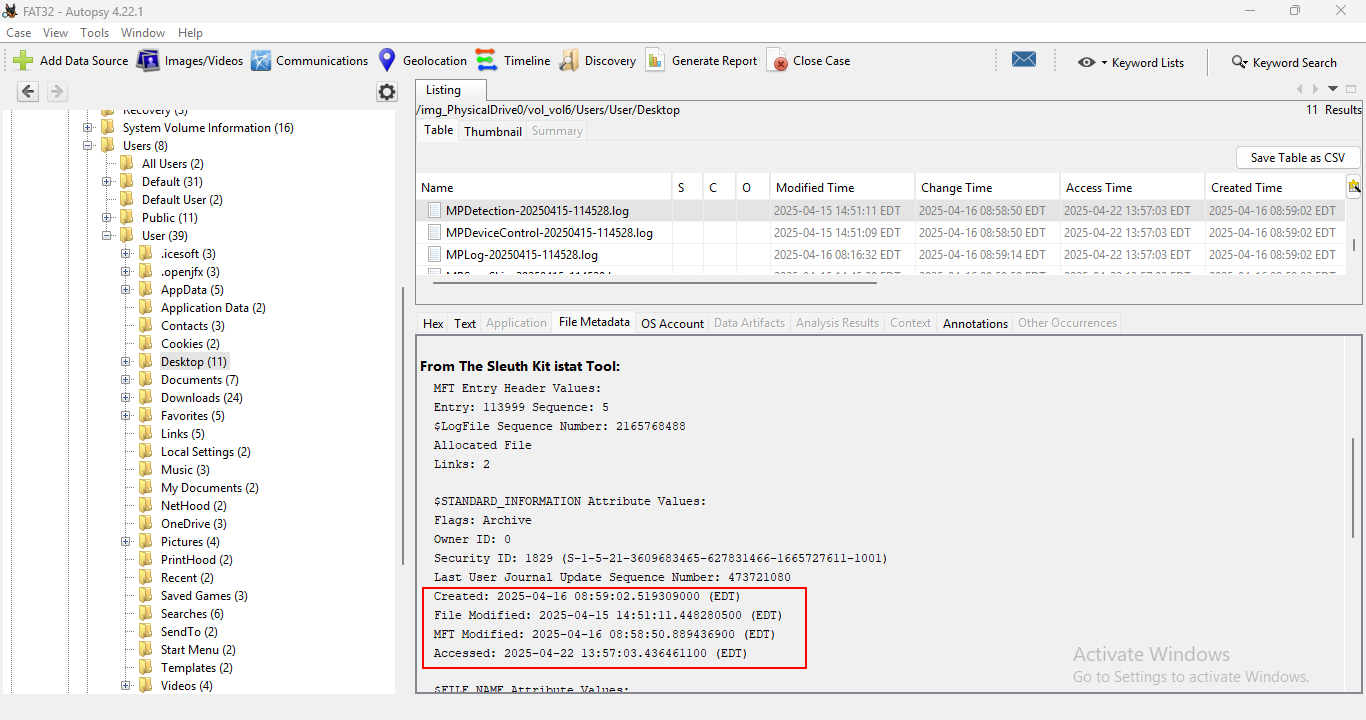 FAT32 - Autopsy 4.22.1
Case View Tools Window Help
Add Data Source Images/Videos Communications Geolocation Timeline Discovery Generate Report Close Case Keyword Lists Keyword Search
Recovery (3)
System Volume Information (16)
Users (8)
All Users (2)
Default (31)
Default User (2)
Public (11)
User (39)
.icesoft (3)
.openjfx (3)
AppData (5)
Application Data (2)
Contacts (3)
Cookies (2)
Desktop (11)
Documents (7)
Downloads (24)
Favorites (5)
Links (5)
Local Settings (2)
Music (3)
My Documents (2)
NetHood (2)
OneDrive (3)
Pictures (4)
PrintHood (2)
Recent (2)
Saved Games (3)
Searches (6)
SendTo (2)
Start Menu (2)
Templates (2)
Videos (4)
Listing
/img_PhysicalDrive0/vol_vol6/Users/User/Desktop
11 Results
Table Thumbnail Summary
Save Table as CSV
Name S C O Modified Time Change Time Access Time Created Time
MPDetection-20250415-114528.log 2025-04-15 14:51:11 EDT 2025-04-16 08:58:50 EDT 2025-04-22 13:57:03 EDT 2025-04-16 08:59:02 EDT
MPDeviceControl-20250415-114528.log 2025-04-15 14:51:09 EDT 2025-04-16 08:58:50 EDT 2025-04-22 13:57:03 EDT 2025-04-16 08:59:02 EDT
MPLog-20250415-114528.log 2025-04-16 08:16:32 EDT 2025-04-16 08:59:14 EDT 2025-04-22 13:57:03 EDT 2025-04-16 08:59:02 EDT
Hex Text Application File Metadata OS Account Data Artifacts Analysis Results Context Annotations Other Occurrences
From The Sleuth Kit istat Tool:
MFT Entry Header Values:
Entry: 113999 Sequence: 5
$LogFile Sequence Number: 2165768488
Allocated File
Links: 2
$STANDARD_INFORMATION Attribute Values:
Flags: Archive
Owner ID: 0
Security ID: 1829 (S-1-5-21-3609683465-627831466-1665727611-1001)
Last User Journal Update Sequence Number: 473721080
Created: 2025-04-16 08:59:02.519309000 (EDT)
File Modified: 2025-04-15 14:51:11.448280500 (EDT)
MFT Modified: 2025-04-16 08:58:50.889436900 (EDT)
Accessed: 2025-04-22 13:57:03.436461100 (EDT)
$FILE_NAME Attribute Values:
Activate Windows
Go to Settings to activate Windows.